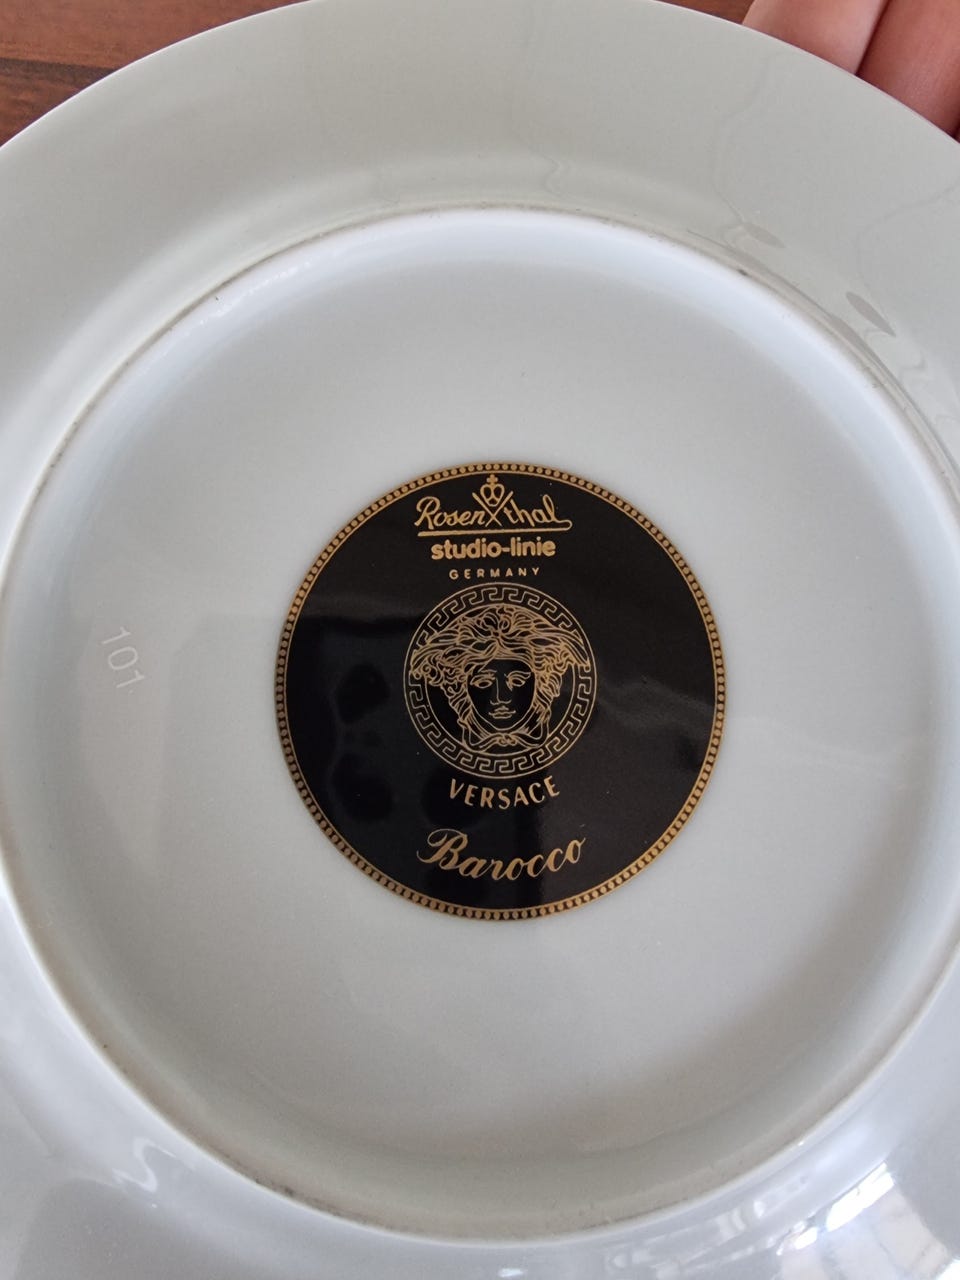 Rosenthal
studio-linie
GERMANY
VERSACE
Barocco
101